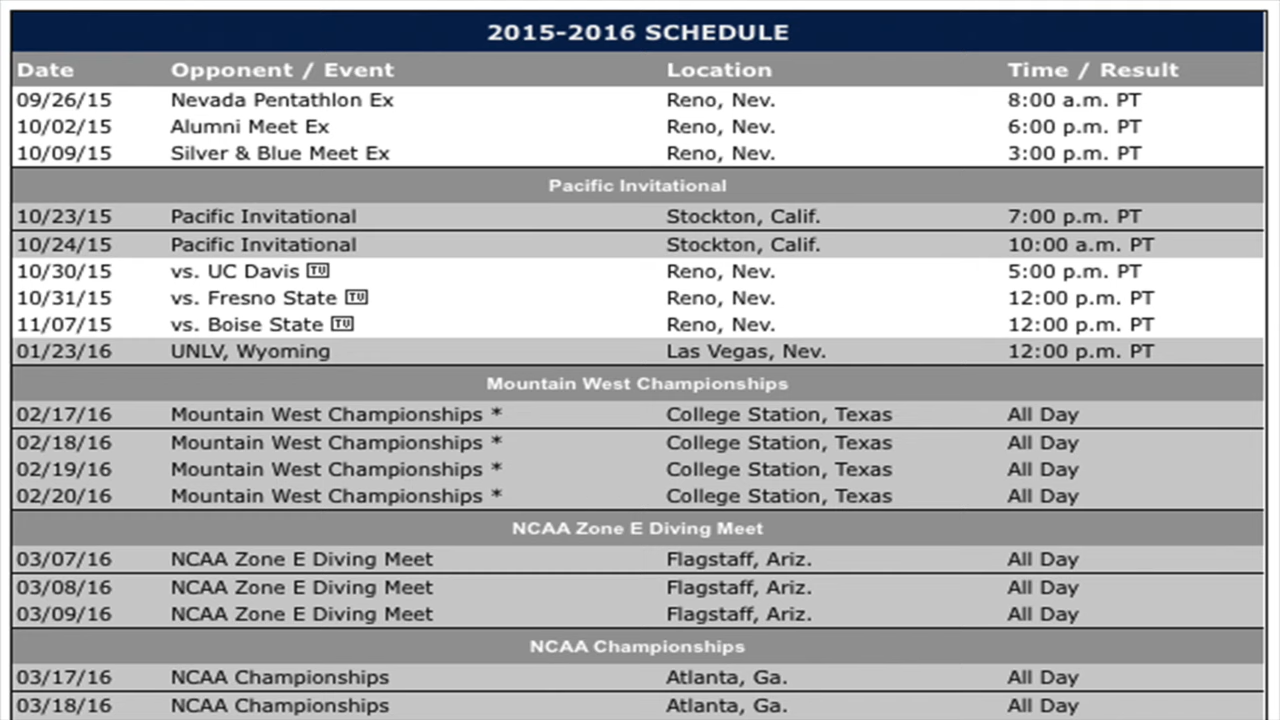 2015-2016 SCHEDULE
Date Opponent / Event Location Time / Result
09/26/15 Nevada Pentathlon Ex Reno, Nev. 8:00 a.m. PT
10/02/15 Alumni Meet Ex Reno, Nev. 6:00 p.m. PT
10/09/15 Silver & Blue Meet Ex Reno, Nev. 3:00 p.m. PT
Pacific Invitational
10/23/15 Pacific Invitational Stockton, Calif. 7:00 p.m. PT
10/24/15 Pacific Invitational Stockton, Calif. 10:00 a.m. PT
10/30/15 vs. UC Davis TV Reno, Nev. 5:00 p.m. PT
10/31/15 vs. Fresno State TV Reno, Nev. 12:00 p.m. PT
11/07/15 vs. Boise State TV Reno, Nev. 12:00 p.m. PT
01/23/16 UNLV, Wyoming Las Vegas, Nev. 12:00 p.m. PT
Mountain West Championships
02/17/16 Mountain West Championships * College Station, Texas All Day
02/18/16 Mountain West Championships * College Station, Texas All Day
02/19/16 Mountain West Championships * College Station, Texas All Day
02/20/16 Mountain West Championships * College Station, Texas All Day
NCAA Zone E Diving Meet
03/07/16 NCAA Zone E Diving Meet Flagstaff, Ariz. All Day
03/08/16 NCAA Zone E Diving Meet Flagstaff, Ariz. All Day
03/09/16 NCAA Zone E Diving Meet Flagstaff, Ariz. All Day
NCAA Championships
03/17/16 NCAA Championships Atlanta, Ga. All Day
03/18/16 NCAA Championships Atlanta, Ga. All Day